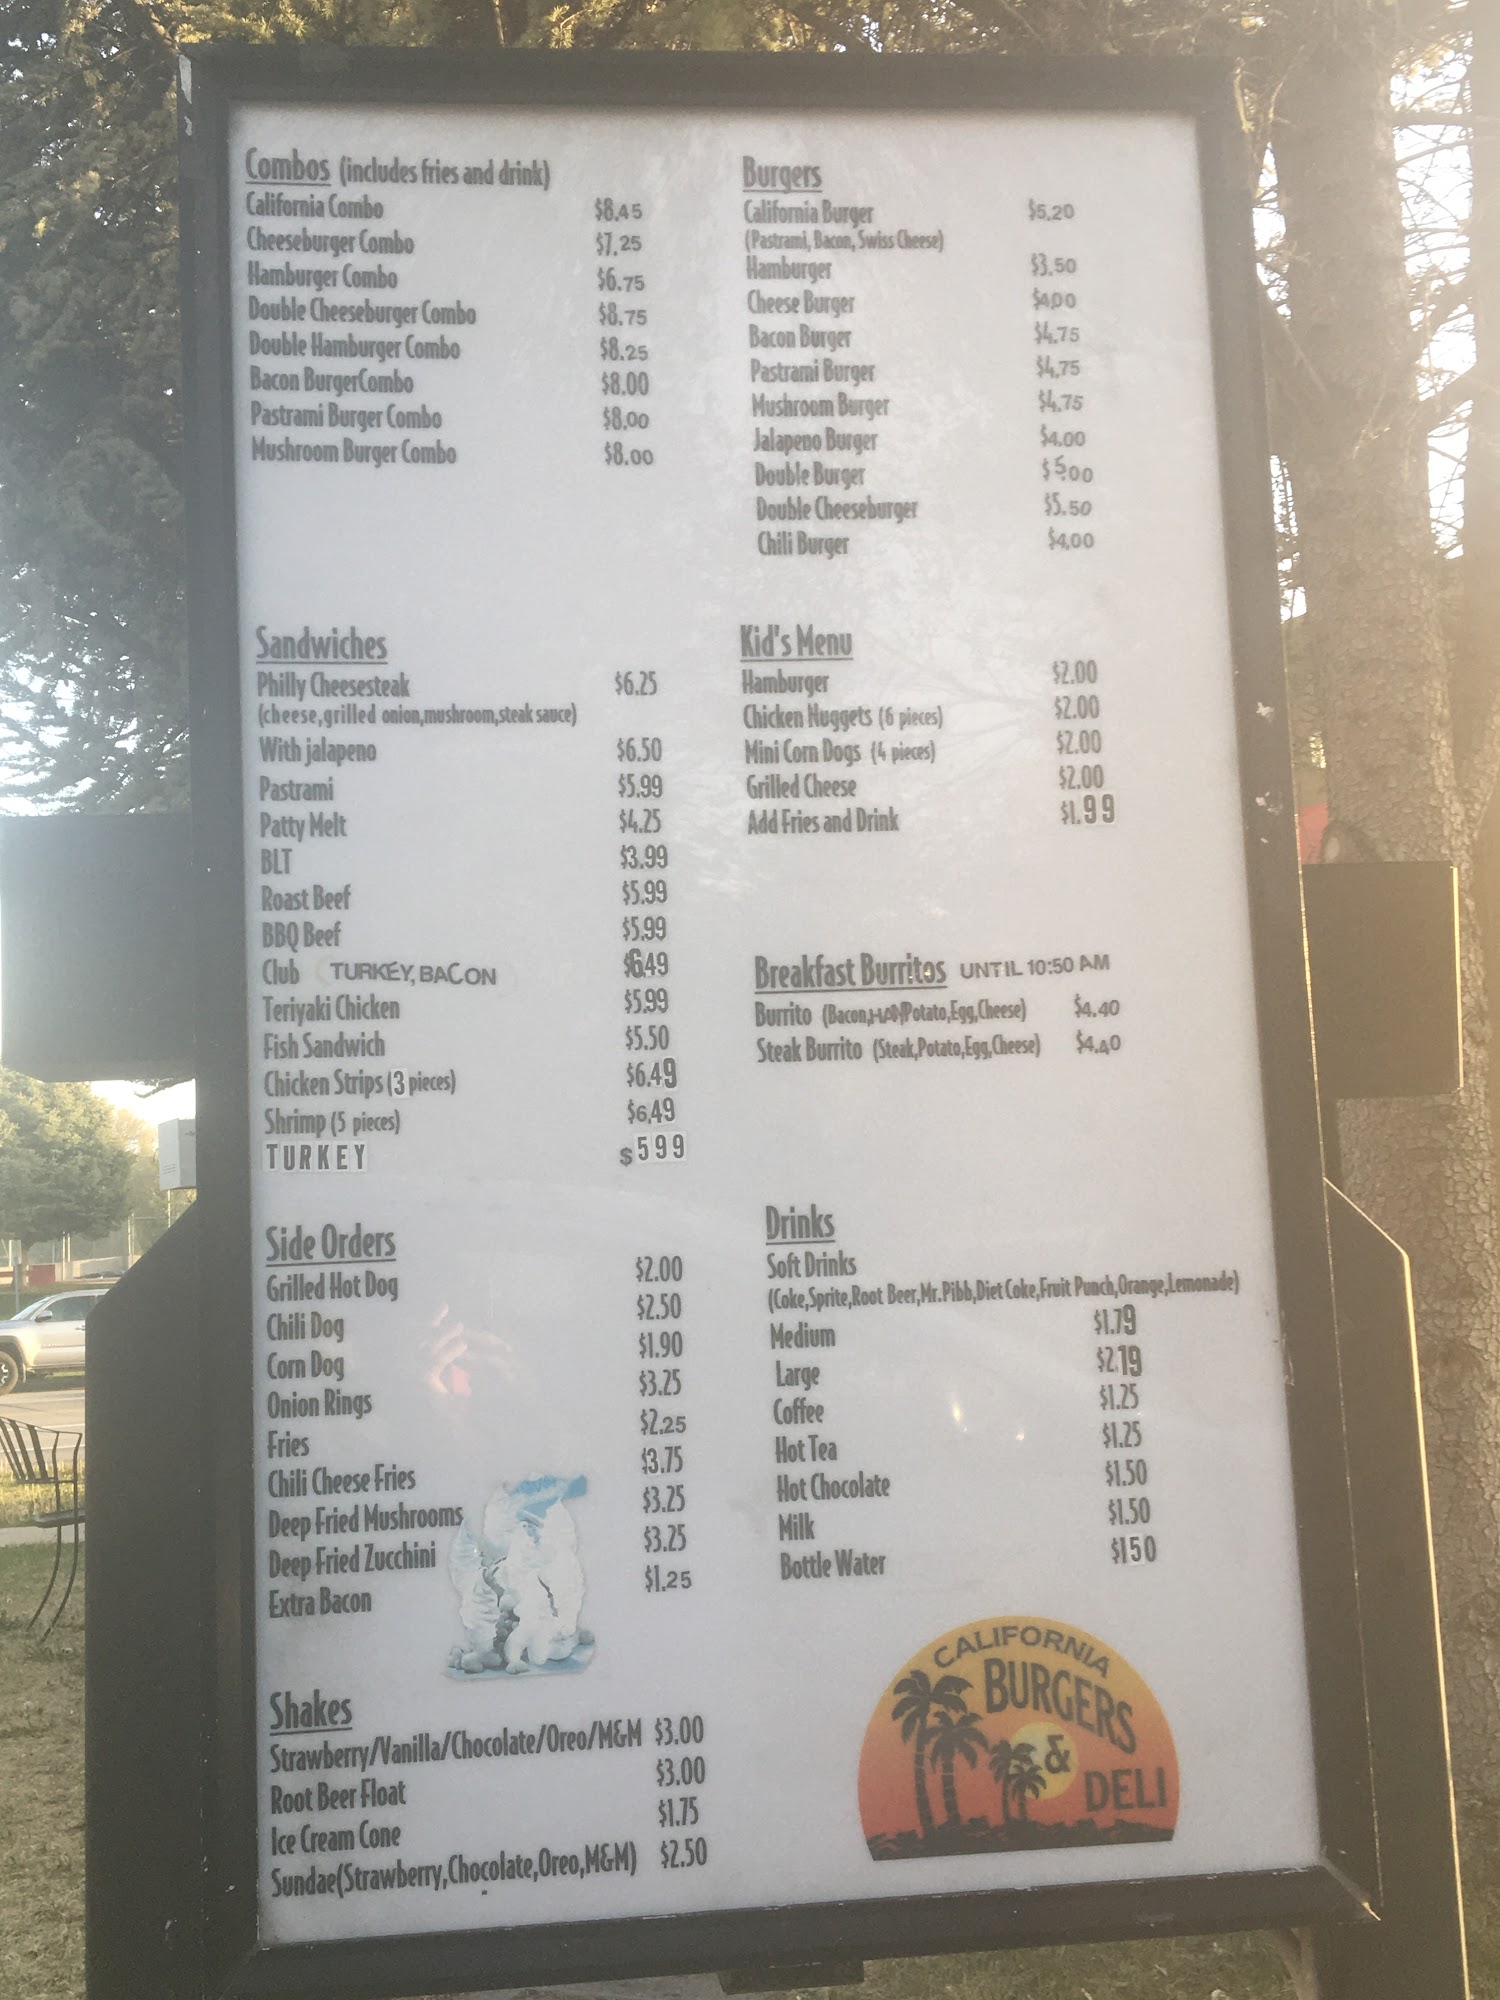 Combos (includes fries and drink)
California Combo $8.45
Cheeseburger Combo $7.25
Hamburger Combo $6.75
Double Cheeseburger Combo $8.75
Double Hamburger Combo $8.25
Bacon BurgerCombo $8.00
Pastrami Burger Combo $8.00
Mushroom Burger Combo $8.00
Burgers
California Burger $5.20
(Pastrami, Bacon, Swiss Cheese)
Hamburger $3.50
Cheese Burger $4.00
Bacon Burger $4.75
Pastrami Burger $4.75
Mushroom Burger $4.75
Jalapeno Burger $4.00
Double Burger $5.00
Double Cheeseburger $5.50
Chili Burger $4.00
Sandwiches
Philly Cheesesteak $6.25
(cheese,grilled onion,mushroom,steak sauce)
With jalapeno $6.50
Pastrami $5.99
Patty Melt $4.25
BLT $3.99
Roast Beef $5.99
BBQ Beef $5.99
Club TURKEY, BACON $6.49
Teriyaki Chicken $5.99
Fish Sandwich $5.50
Chicken Strips (3 pieces) $6.49
Shrimp (5 pieces) $6.49
TURKEY $599
Kid's Menu
Hamburger $2.00
Chicken Nuggets (6 pieces) $2.00
Mini Corn Dogs (4 pieces) $2.00
Grilled Cheese $2.00
Add Fries and Drink $1.99
Breakfast Burritos UNTIL 10:50 AM
Burrito (Bacon,HAM,Potato,Egg,Cheese) $4.40
Steak Burrito (Steak,Potato,Egg,Cheese) $4.40
Side Orders
Grilled Hot Dog $2.00
Chili Dog $2.50
Corn Dog $1.90
Onion Rings $3.25
Fries $2.25
Chili Cheese Fries $3.75
Deep Fried Mushrooms $3.25
Deep Fried Zucchini $3.25
Extra Bacon $1.25
Drinks
Soft Drinks
(Coke,Sprite,Root Beer,Mr.Pibb,Diet Coke,Fruit Punch,Orange,Lemonade)
Medium $1.79
Large $2.19
Coffee $1.25
Hot Tea $1.25
Hot Chocolate $1.50
Milk $1.50
Bottle Water $150
Shakes
Strawberry/Vanilla/Chocolate/Oreo/M&M $3.00
Root Beer Float $3.00
Ice Cream Cone $1.75
Sundae(Strawberry,Chocolate,Oreo,M&M) $2.50
CALIFORNIA
BURGERS
&
DELI